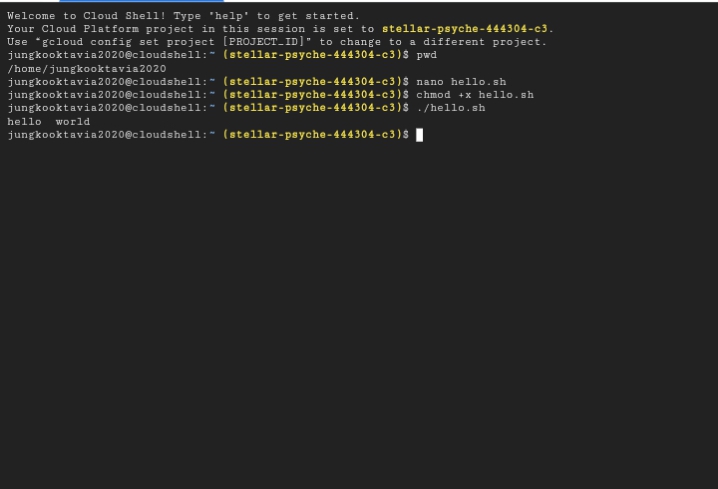 Welcome to Cloud Shell! Type "help" to get started.
Your Cloud Platform project in this session is set to stellar-psyche-444304-c3.
Use “gcloud config set project [PROJECT_ID]” to change to a different project.
jungkooktavia2020@cloudshell:~ (stellar-psyche-444304-c3)$ pwd
/home/jungkooktavia2020
jungkooktavia2020@cloudshell:~ (stellar-psyche-444304-c3)$ nano hello.sh
jungkooktavia2020@cloudshell:~ (stellar-psyche-444304-c3)$ chmod +x hello.sh
jungkooktavia2020@cloudshell:~ (stellar-psyche-444304-c3)$ ./hello.sh
hello  world
jungkooktavia2020@cloudshell:~ (stellar-psyche-444304-c3)$